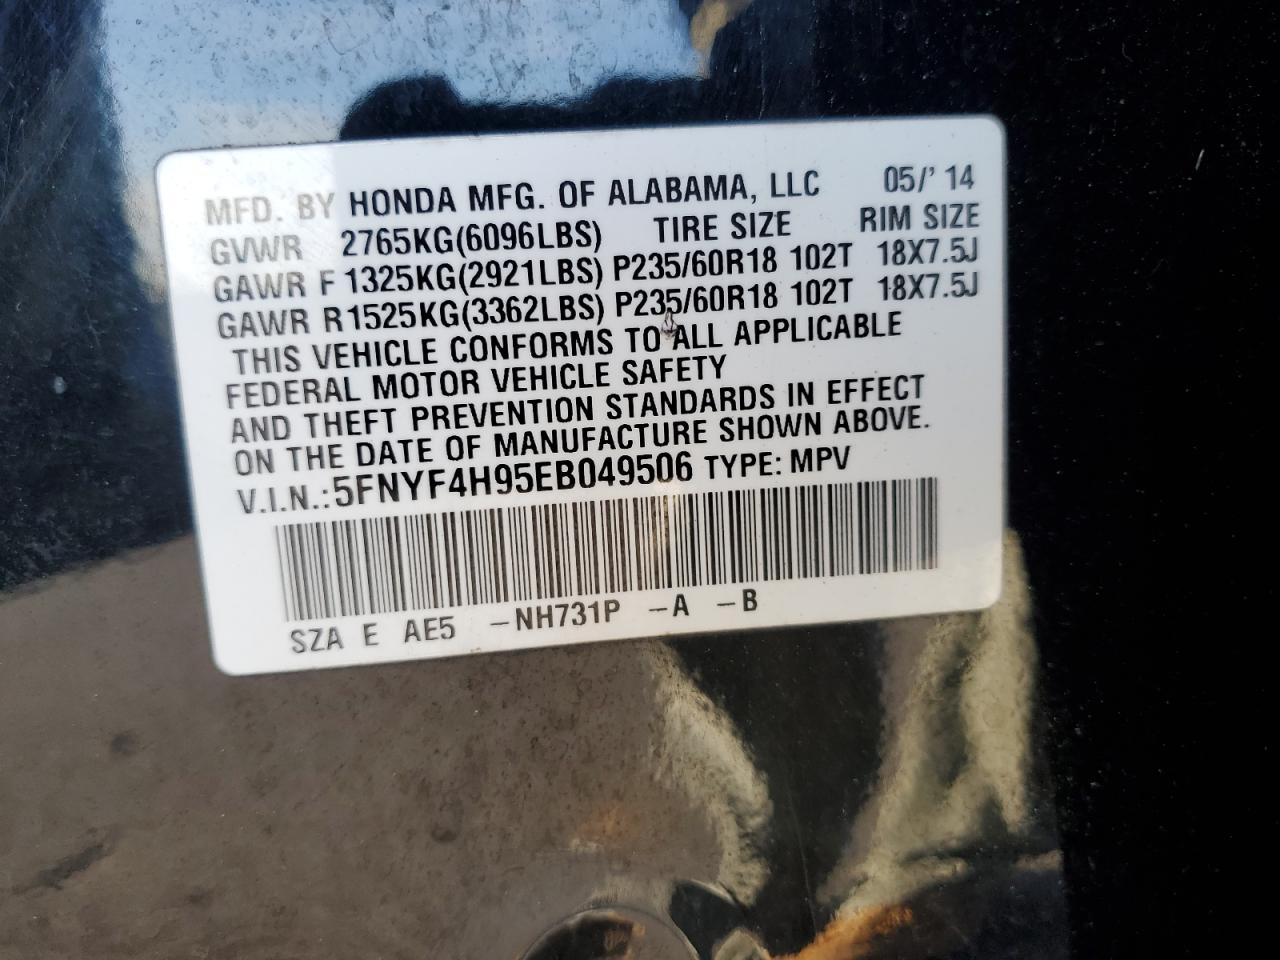 MFD. BY HONDA MFG. OF ALABAMA, LLC 05/' 14
GVWR 2765KG(6096LBS) TIRE SIZE RIM SIZE
GAWR F 1325KG(2921LBS) P235/60R18 102T 18X7.5J
GAWR R 1525KG(3362LBS) P235/60R18 102T 18X7.5J
THIS VEHICLE CONFORMS TO ALL APPLICABLE
FEDERAL MOTOR VEHICLE SAFETY
AND THEFT PREVENTION STANDARDS IN EFFECT
ON THE DATE OF MANUFACTURE SHOWN ABOVE.
V.I.N.:5FNYF4H95EB049506 TYPE: MPV
SZA E AE5 -NH731P -A -B